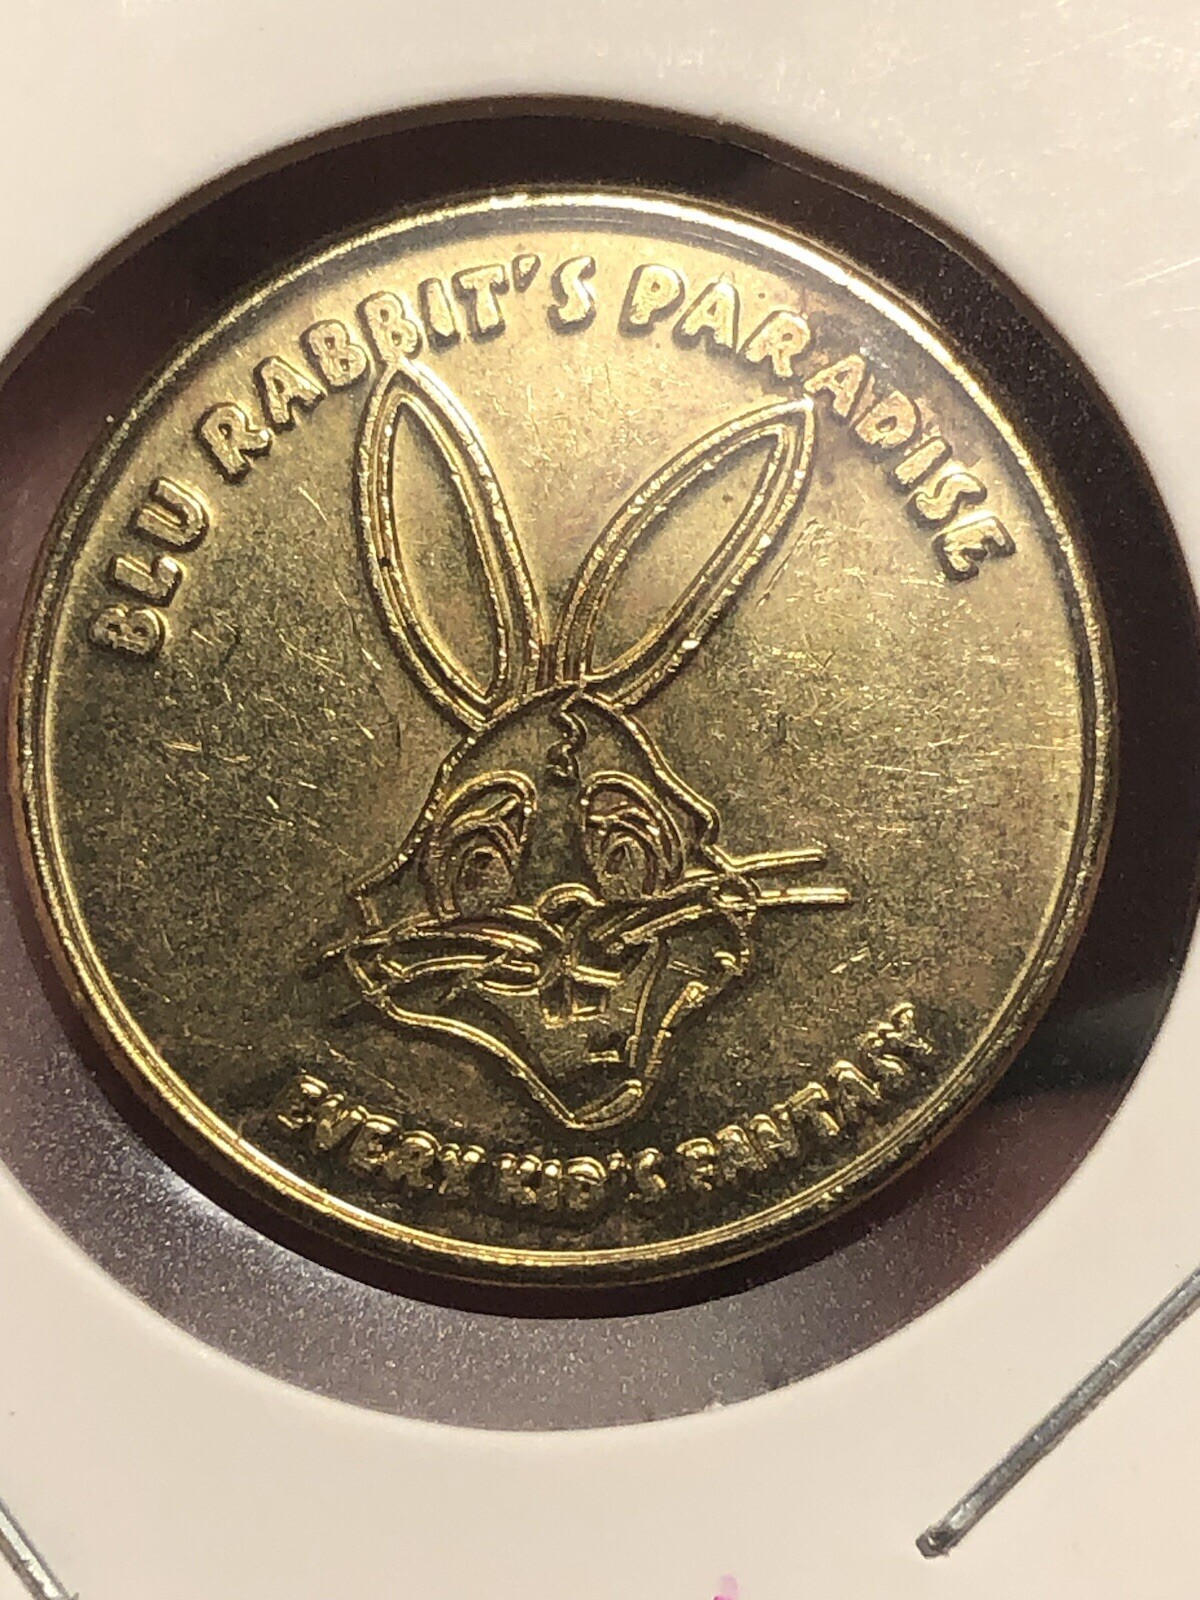 BLU RABBIT'S PARADISE
EVERY KID'S FANTASY